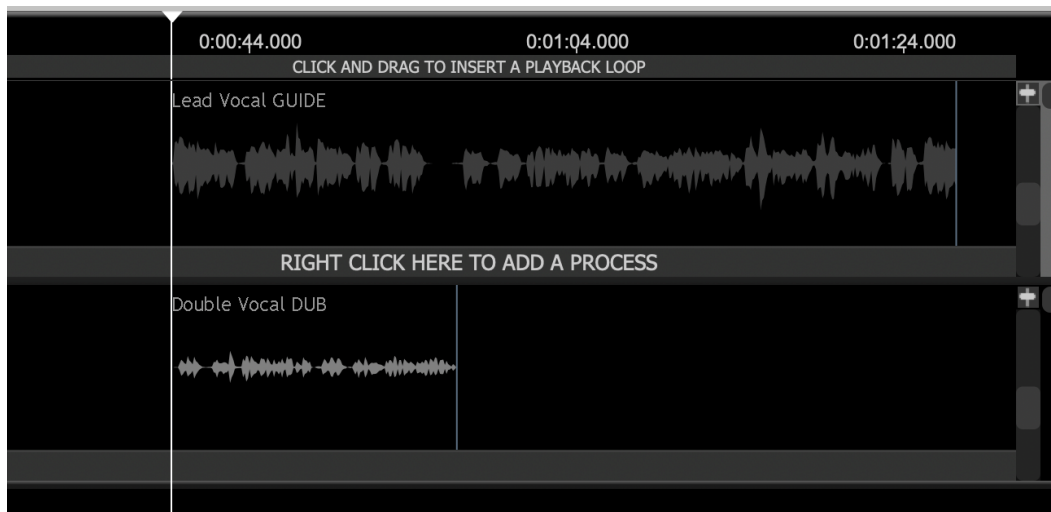 0:00:44.000 0:01:04.000 0:01:24.000
CLICK AND DRAG TO INSERT A PLAYBACK LOOP
Lead Vocal GUIDE
RIGHT CLICK HERE TO ADD A PROCESS
Double Vocal DUB